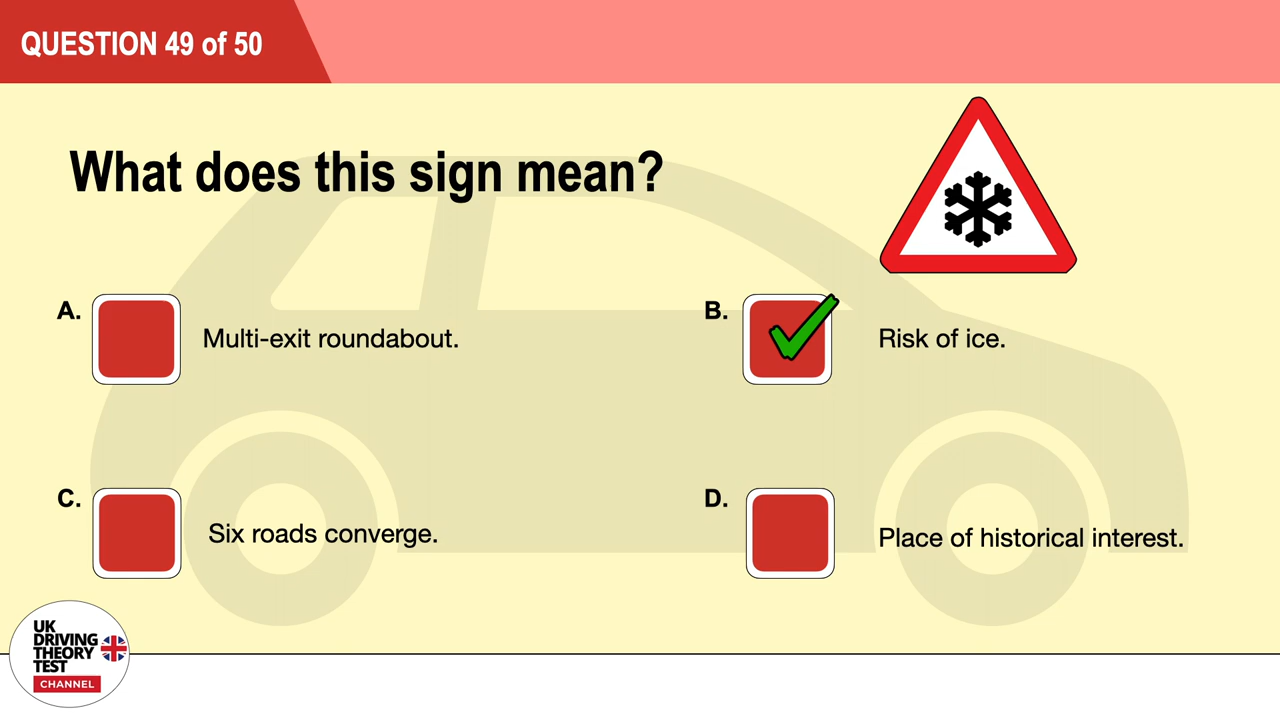 QUESTION 49 of 50
What does this sign mean?
A.
Multi-exit roundabout.
B.
Risk of ice.
C.
Six roads converge.
D.
Place of historical interest.
UK
DRIVING
THEORY
TEST
CHANNEL